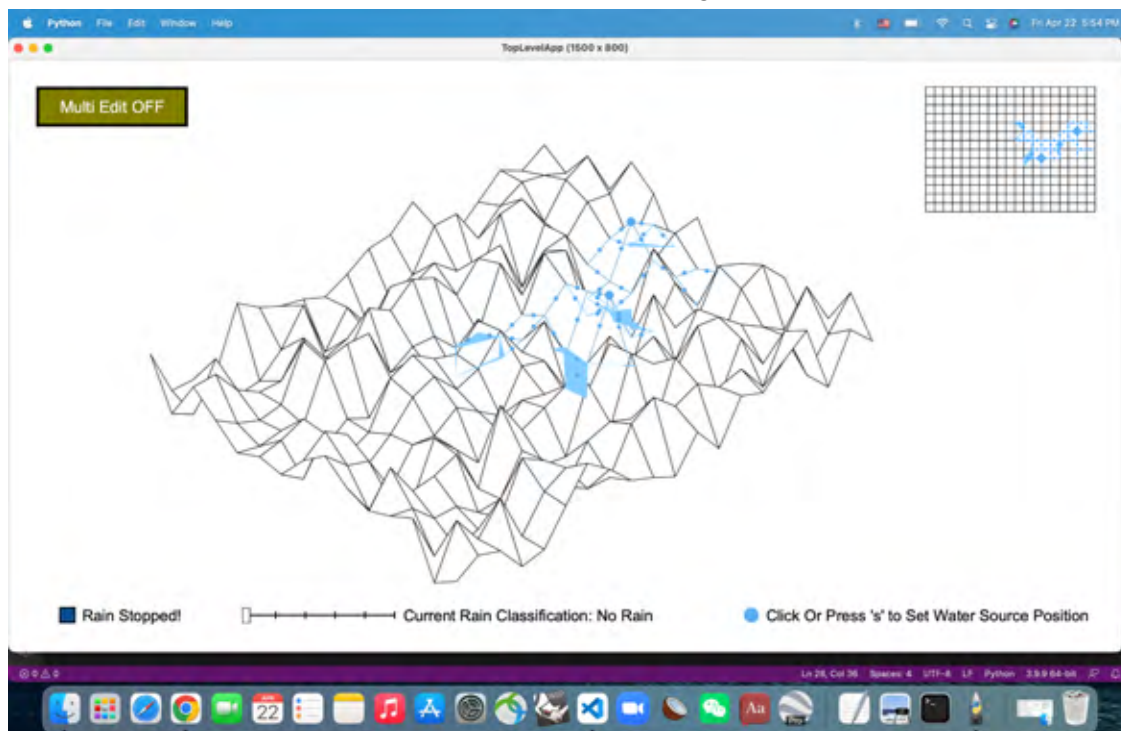 Python File Edit Window Help
Fri Apr 22 5:54 PM
TopLevelApp (1500 x 800)
Multi Edit OFF
Rain Stopped!
Current Rain Classification: No Rain
Click Or Press 's' to Set Water Source Position
Ln 28, Col 36 Spaces: 4 UTF-8 LF Python 3.9.9 64-bit
22
Aa